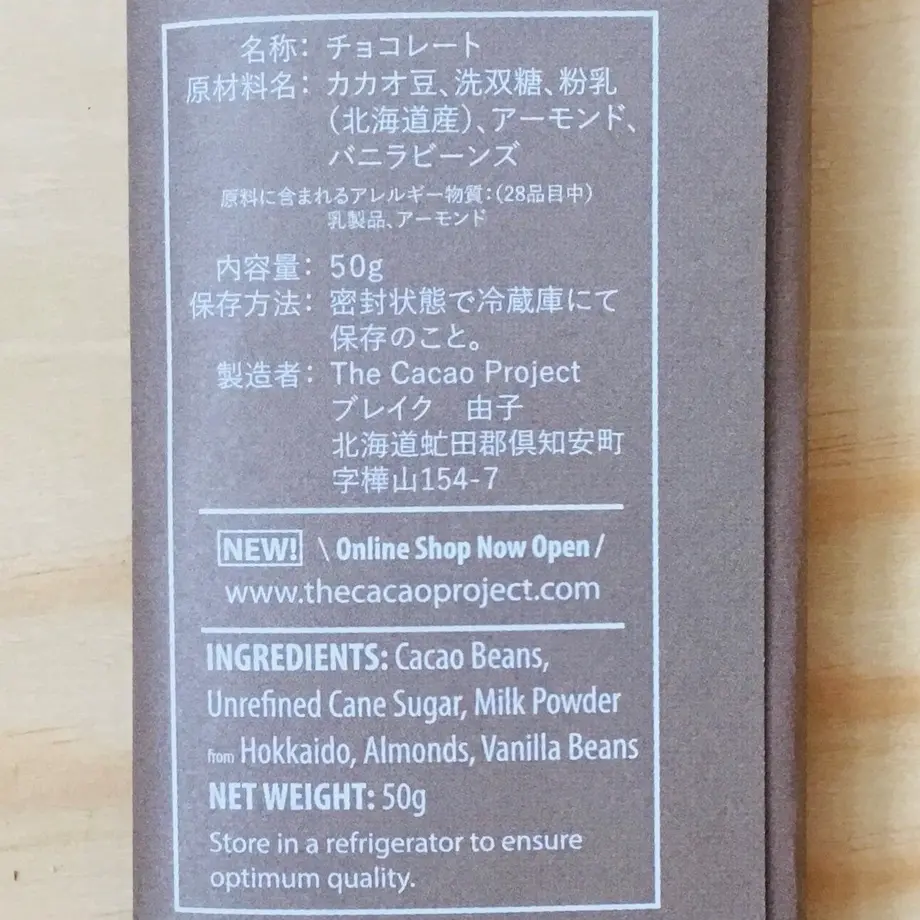 名称：チョコレート
原材料名：カカオ豆、洗双糖、粉乳
（北海道産）、アーモンド、
バニラビーンズ
原料に含まれるアレルギー物質：（28品目中）
乳製品、アーモンド
内容量：50g
保存方法：密封状態で冷蔵庫にて
保存のこと。
製造者：The Cacao Project
ブレイク　由子
北海道虻田郡倶知安町
字樺山154-7
NEW! \ Online Shop Now Open /
www.thecacaoproject.com
INGREDIENTS: Cacao Beans,
Unrefined Cane Sugar, Milk Powder
from Hokkaido, Almonds, Vanilla Beans
NET WEIGHT: 50g
Store in a refrigerator to ensure
optimum quality.